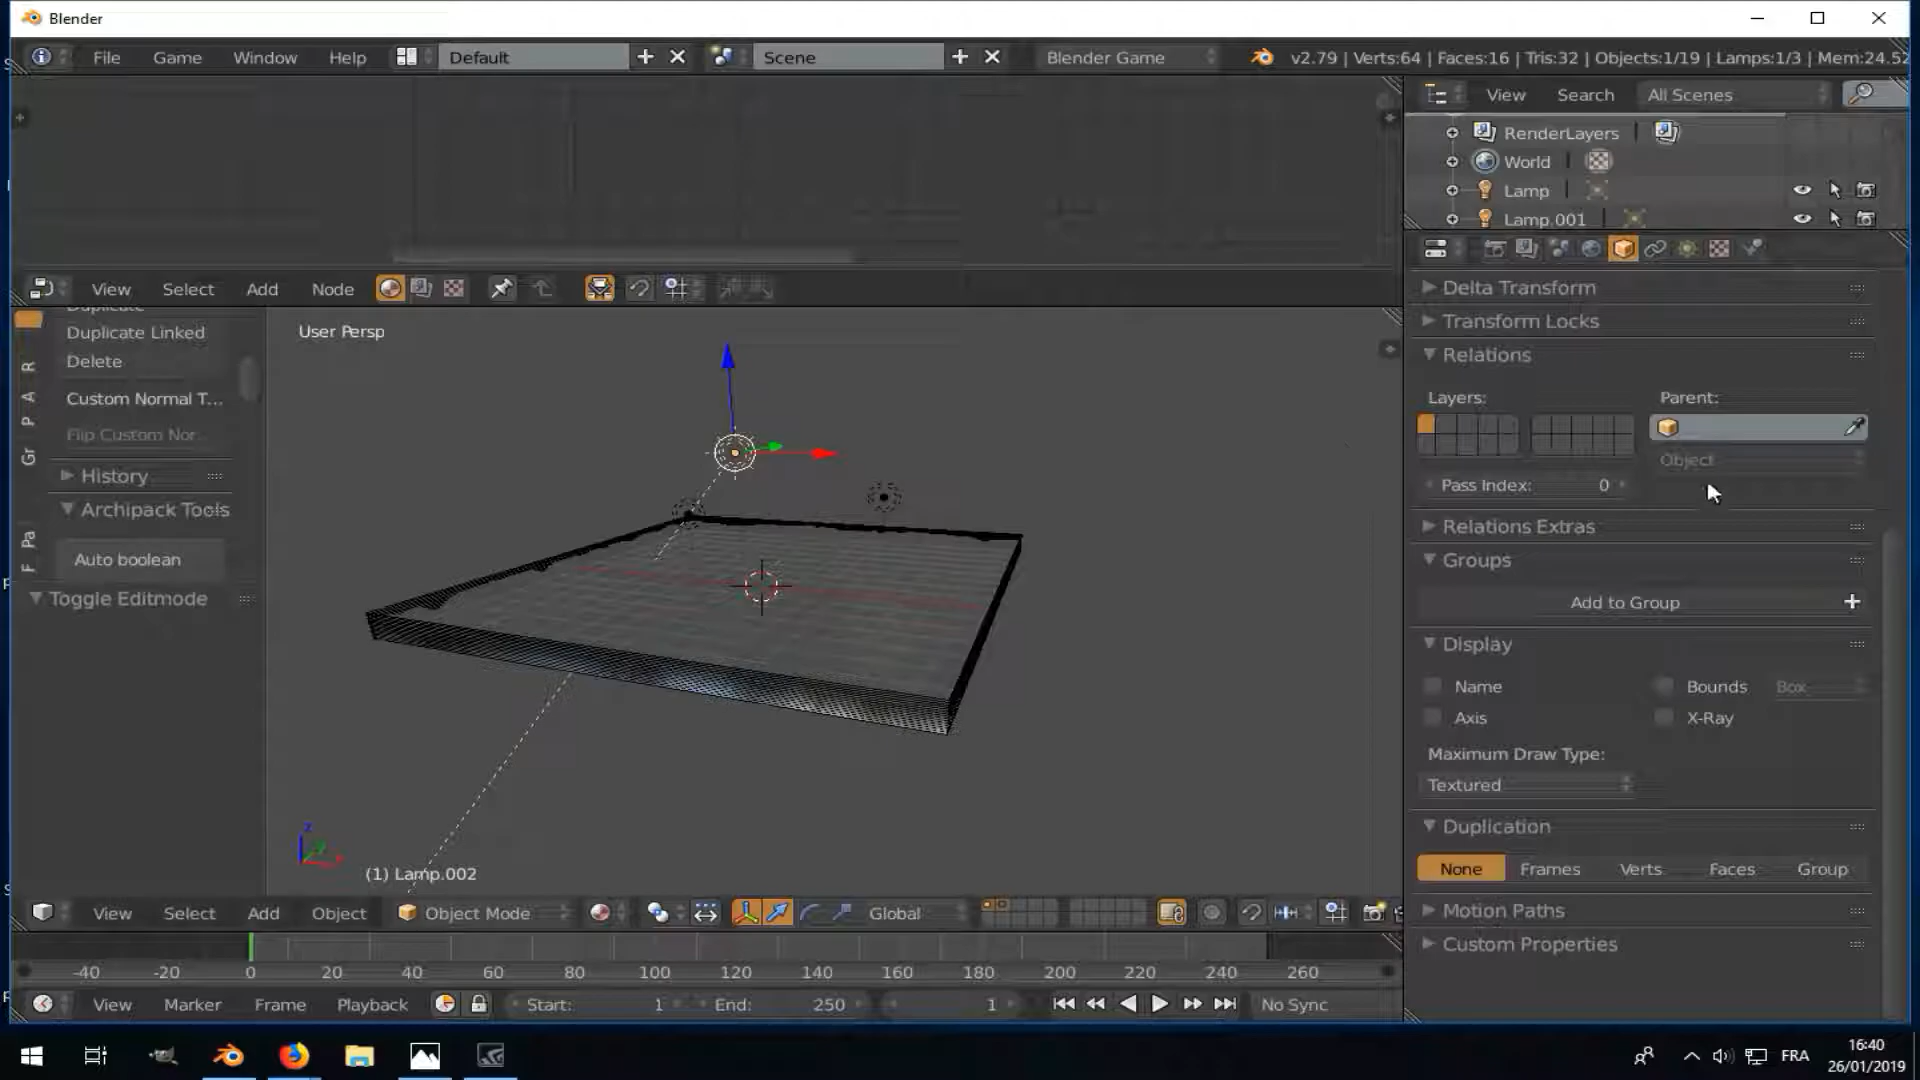 Blender
File Game Window Help Default Scene Blender Game v2.79 | Verts:64 | Faces:16 | Tris:32 | Objects:1/19 | Lamps:1/3 | Mem:24.52
View Search All Scenes
RenderLayers
World
Lamp
Lamp.001
View Select Add Node
Duplicate
Duplicate Linked
Delete
Custom Normal T...
Flip Custom Nor...
History
Archipack Tools
Auto boolean
Toggle Editmode
R
A
P
Gr
Pa
F
User Persp
(1) Lamp.002
Delta Transform
Transform Locks
Relations
Layers: Parent:
Object
Pass Index: 0
Relations Extras
Groups
Add to Group
Display
Name Bounds Box
Axis X-Ray
Maximum Draw Type:
Textured
Duplication
None Frames Verts Faces Group
Motion Paths
Custom Properties
View Select Add Object Object Mode Global
-40 -20 0 20 40 60 80 100 120 140 160 180 200 220 240 260
View Marker Frame Playback Start: 1 End: 250 1 No Sync
FRA
16:40
26/01/2019